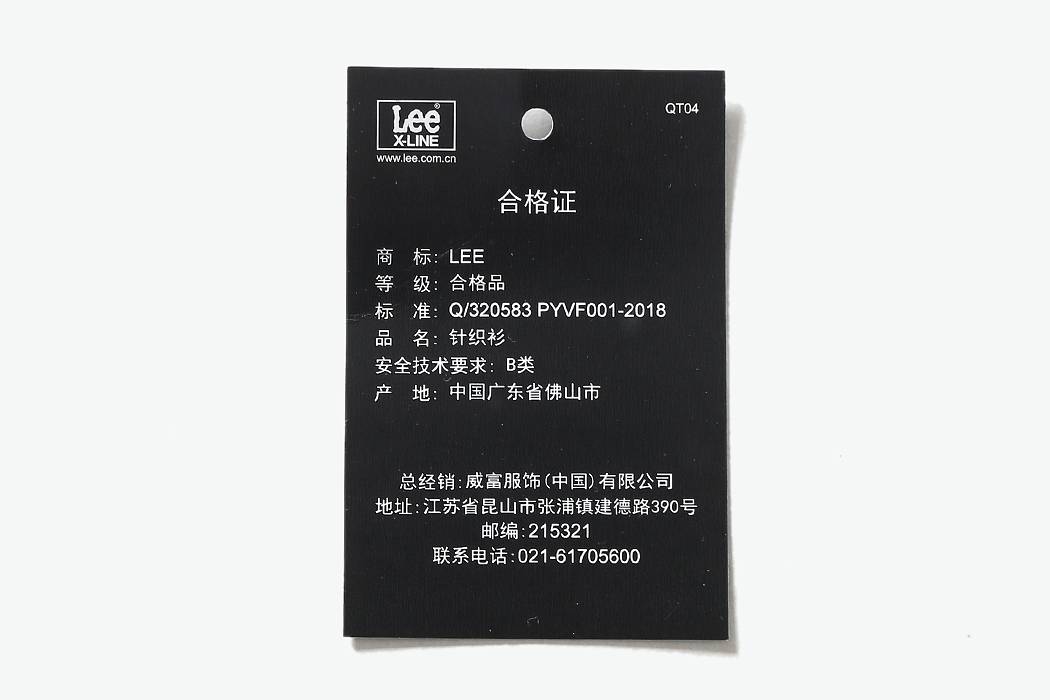 Lee®
X-LINE
www.lee.com.cn
QT04
合格证
商 标: LEE
等 级: 合格品
标 准: Q/320583 PYVF001-2018
品 名: 针织衫
安全技术要求: B类
产 地: 中国广东省佛山市
总经销:威富服饰(中国)有限公司
地址:江苏省昆山市张浦镇建德路390号
邮编:215321
联系电话:021-61705600